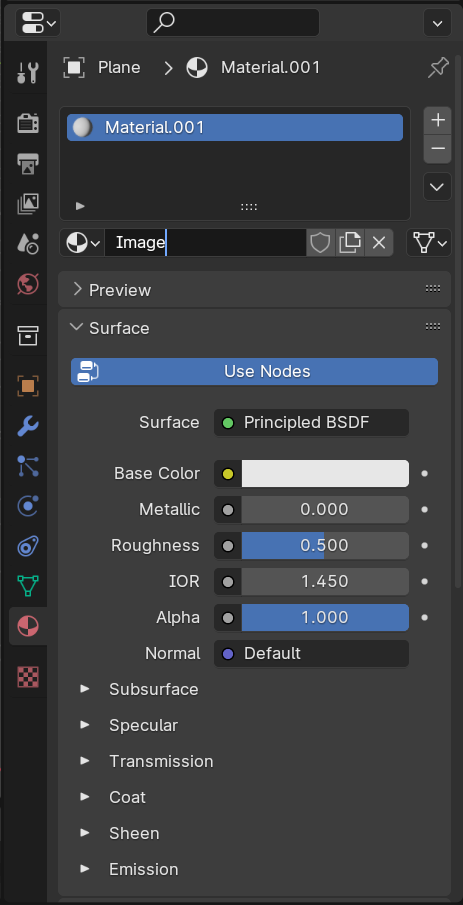 Plane > Material.001
Material.001
Image
Preview
Surface
Use Nodes
Surface Principled BSDF
Base Color
Metallic 0.000
Roughness 0.500
IOR 1.450
Alpha 1.000
Normal Default
Subsurface
Specular
Transmission
Coat
Sheen
Emission